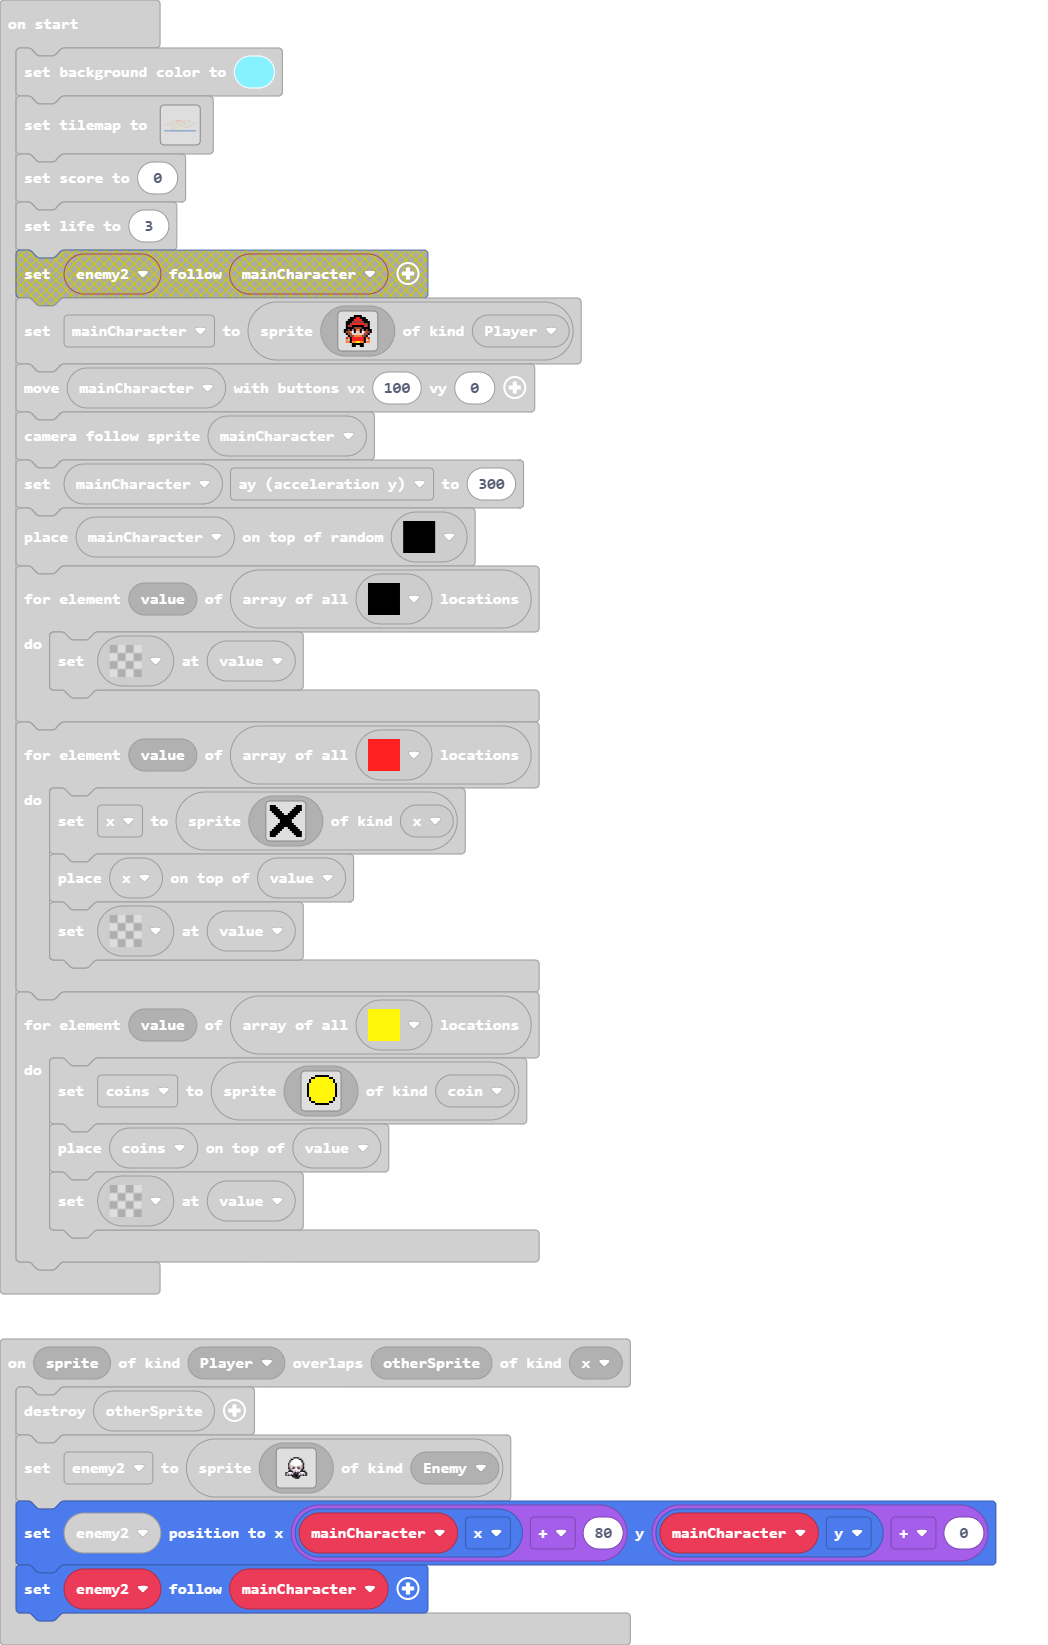 on start
set background color to
set tilemap to
set score to 0
set life to 3
set enemy2 follow mainCharacter
set mainCharacter to sprite of kind Player
move mainCharacter with buttons vx 100 vy 0
camera follow sprite mainCharacter
set mainCharacter ay (acceleration y) to 300
place mainCharacter on top of random
for element value of array of all locations
do
set at value
for element value of array of all locations
do
set x to sprite of kind x
place x on top of value
set at value
for element value of array of all locations
do
set coins to sprite of kind coin
place coins on top of value
set at value
on sprite of kind Player overlaps otherSprite of kind x
destroy otherSprite
set enemy2 to sprite of kind Enemy
set enemy2 position to x mainCharacter x + 80 y mainCharacter y + 0
set enemy2 follow mainCharacter